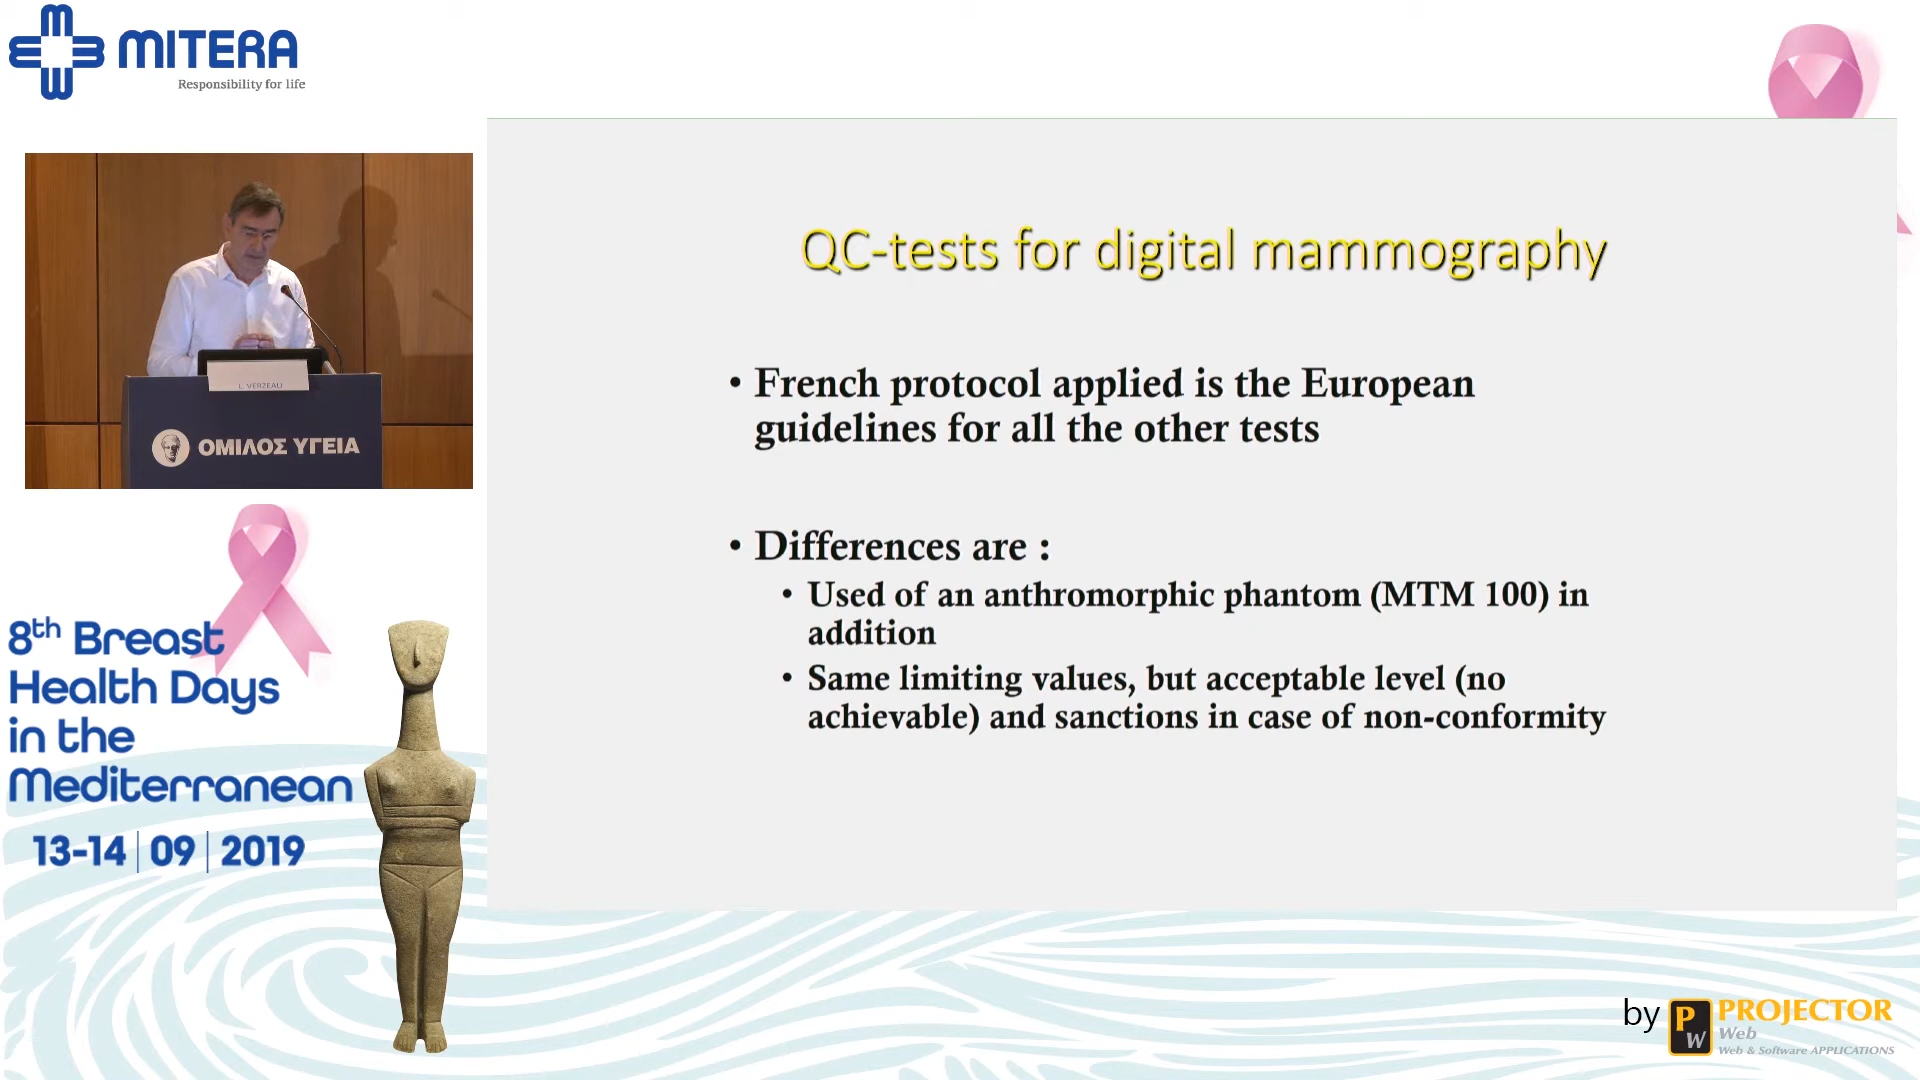 MITERA
Responsibility for life
QC-tests for digital mammography
• French protocol applied is the European
guidelines for all the other tests
• Differences are :
• Used of an anthromorphic phantom (MTM 100) in
addition
• Same limiting values, but acceptable level (no
achievable) and sanctions in case of non-conformity
L. VERZEAU
ΟΜΙΛΟΣ ΥΓΕΙΑ
8th Breast
Health Days
in the
Mediterranean
13-14 | 09 | 2019
by PW PROJECTOR
Web
Web & Software APPLICATIONS